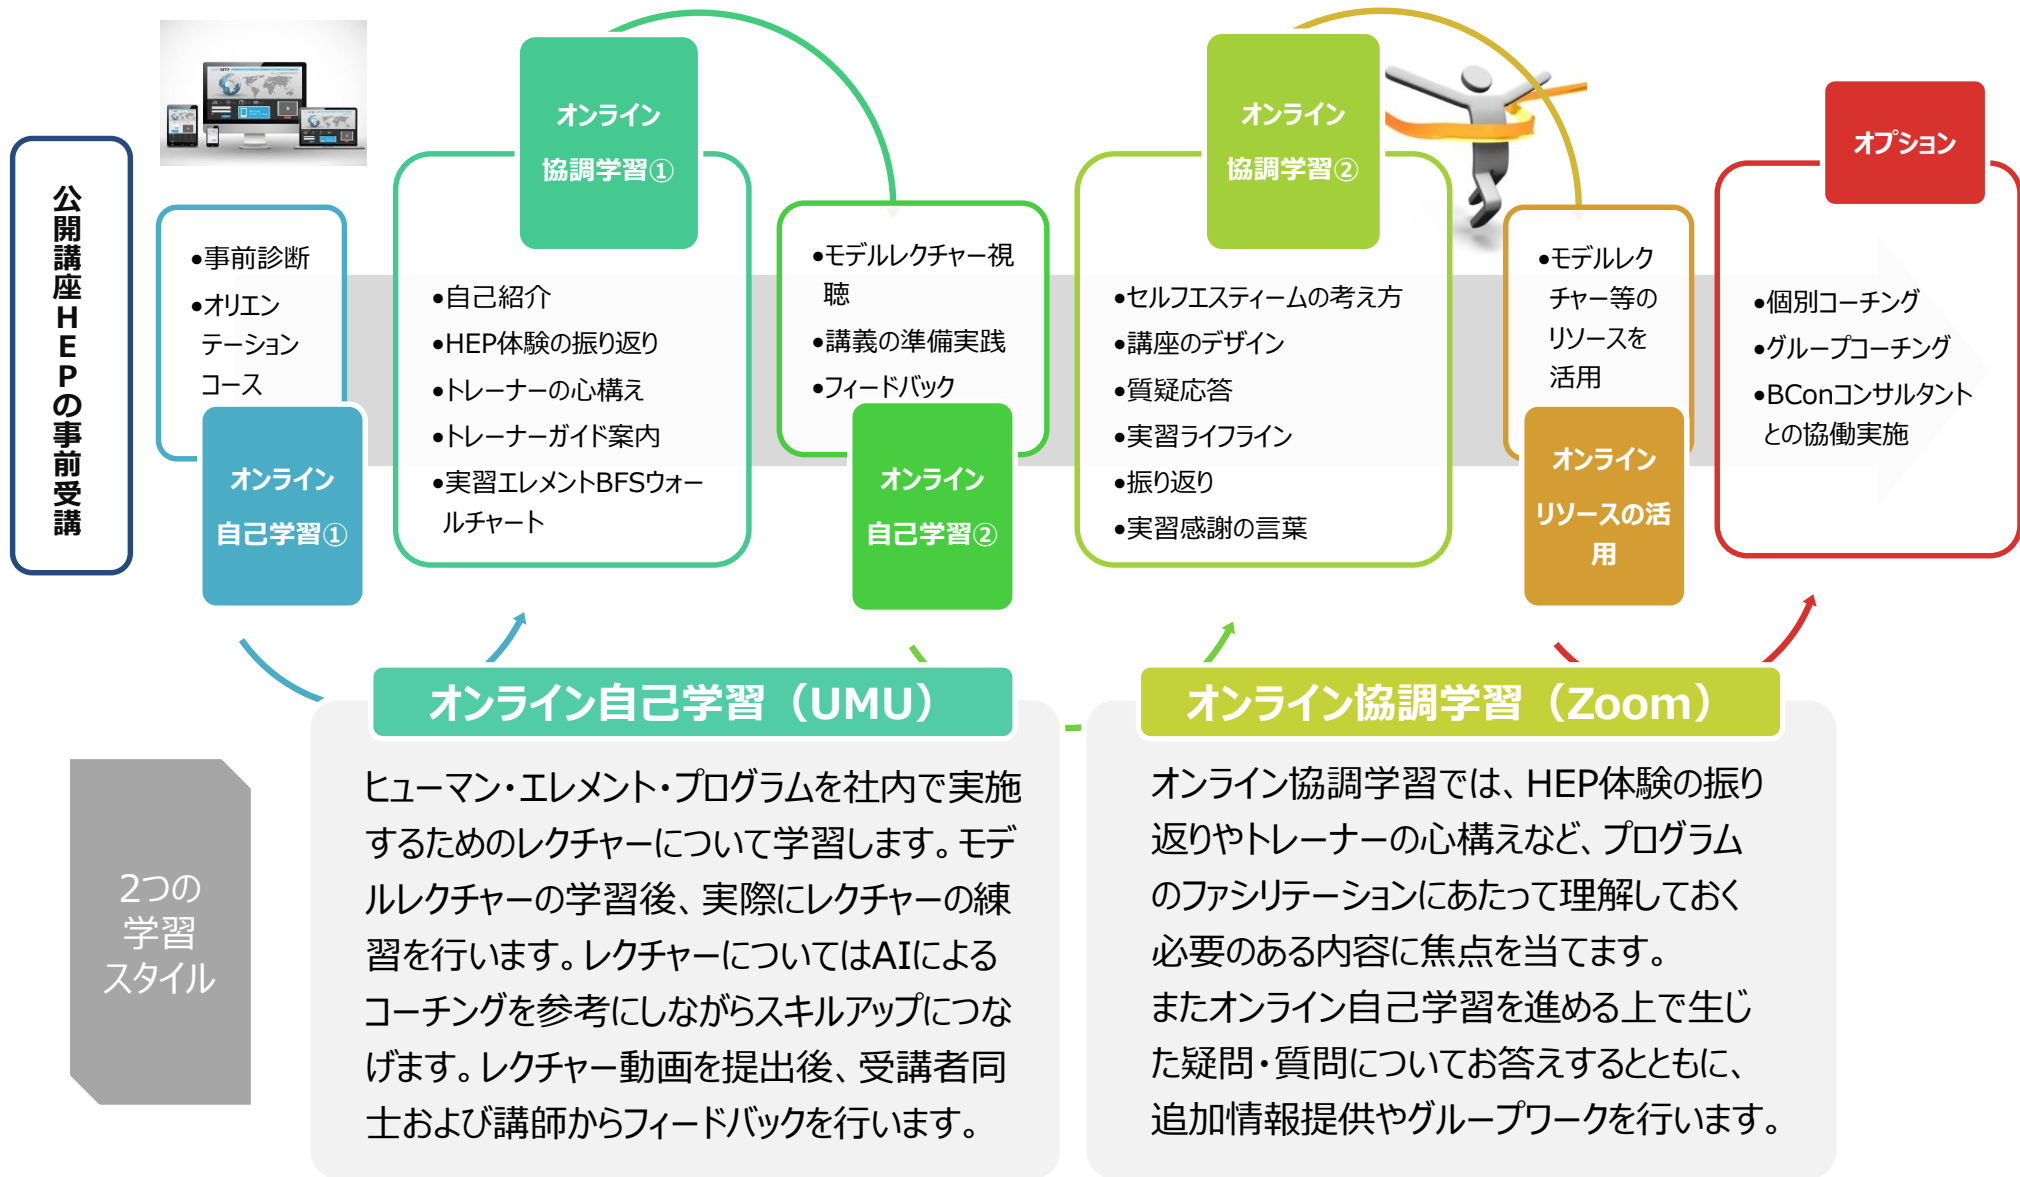 公開講座HEPの事前受講
•事前診断
•オリエン
テーション
コース
オンライン
自己学習①
オンライン
協調学習①
•自己紹介
•HEP体験の振り返り
•トレーナーの心構え
•トレーナーガイド案内
•実習エレメントBFSウォー
ルチャート
•モデルレクチャー視
聴
•講義の準備実践
•フィードバック
オンライン
自己学習②
オンライン
協調学習②
•セルフエスティームの考え方
•講座のデザイン
•質疑応答
•実習ライフライン
•振り返り
•実習感謝の言葉
•モデルレク
チャー等の
リソースを
活用
オンライン
リソースの活
用
オプション
•個別コーチング
•グループコーチング
•BConコンサルタント
との協働実施
2つの
学習
スタイル
オンライン自己学習（UMU）
ヒューマン・エレメント・プログラムを社内で実施
するためのレクチャーについて学習します。モデ
ルレクチャーの学習後、実際にレクチャーの練
習を行います。レクチャーについてはAIによる
コーチングを参考にしながらスキルアップにつな
げます。レクチャー動画を提出後、受講者同
士および講師からフィードバックを行います。
オンライン協調学習（Zoom）
オンライン協調学習では、HEP体験の振り
返りやトレーナーの心構えなど、プログラム
のファシリテーションにあたって理解しておく
必要のある内容に焦点を当てます。
またオンライン自己学習を進める上で生じ
た疑問・質問についてお答えするとともに、
追加情報提供やグループワークを行います。